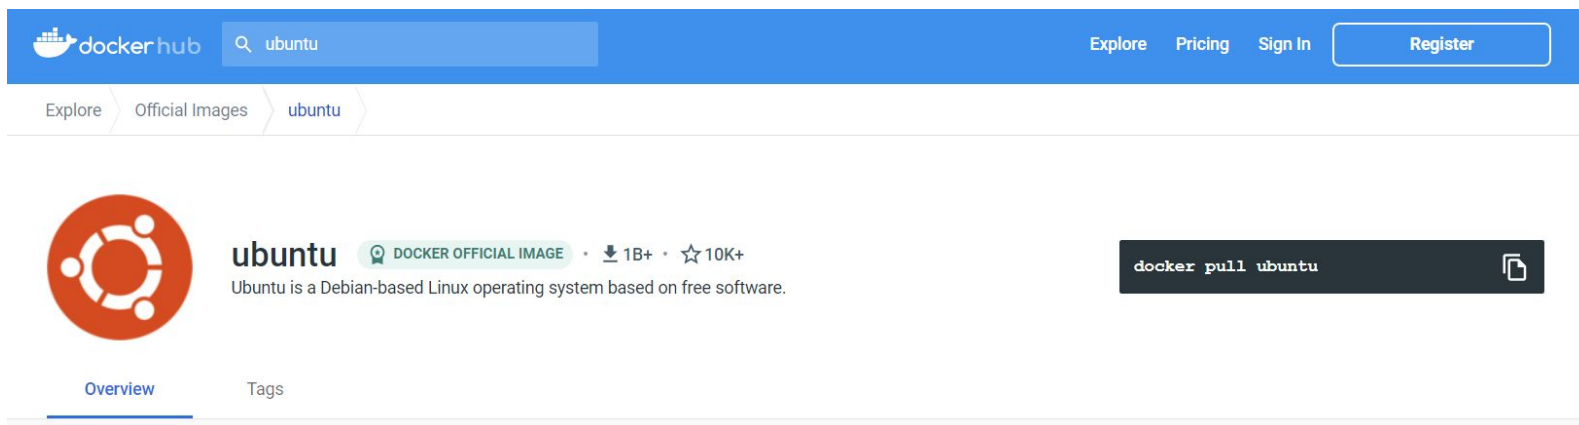 dockerhub ubuntu Explore Pricing Sign In Register
Explore Official Images ubuntu
ubuntu DOCKER OFFICIAL IMAGE · 1B+ · 10K+
Ubuntu is a Debian-based Linux operating system based on free software.
docker pull ubuntu
Overview Tags